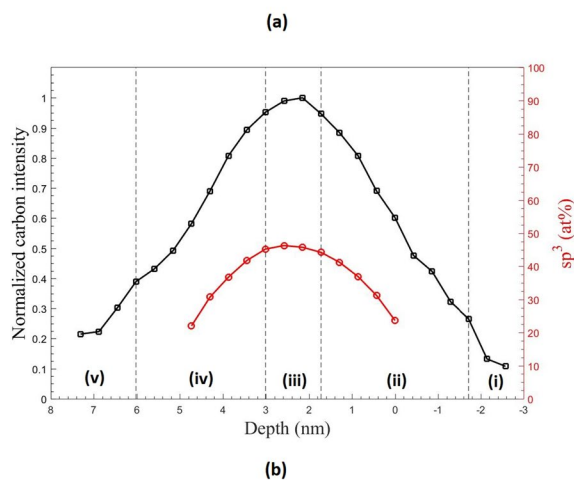 (a)
1
0.9
0.8
0.7
0.6
0.5
0.4
0.3
0.2
0.1
0
Normalized carbon intensity
100
90
80
70
60
50
40
30
20
10
0
sp³ (at%)
(v)
(iv)
(iii)
(ii)
(i)
8 7 6 5 4 3 2 1 0 -1 -2 -3
Depth (nm)
(b)